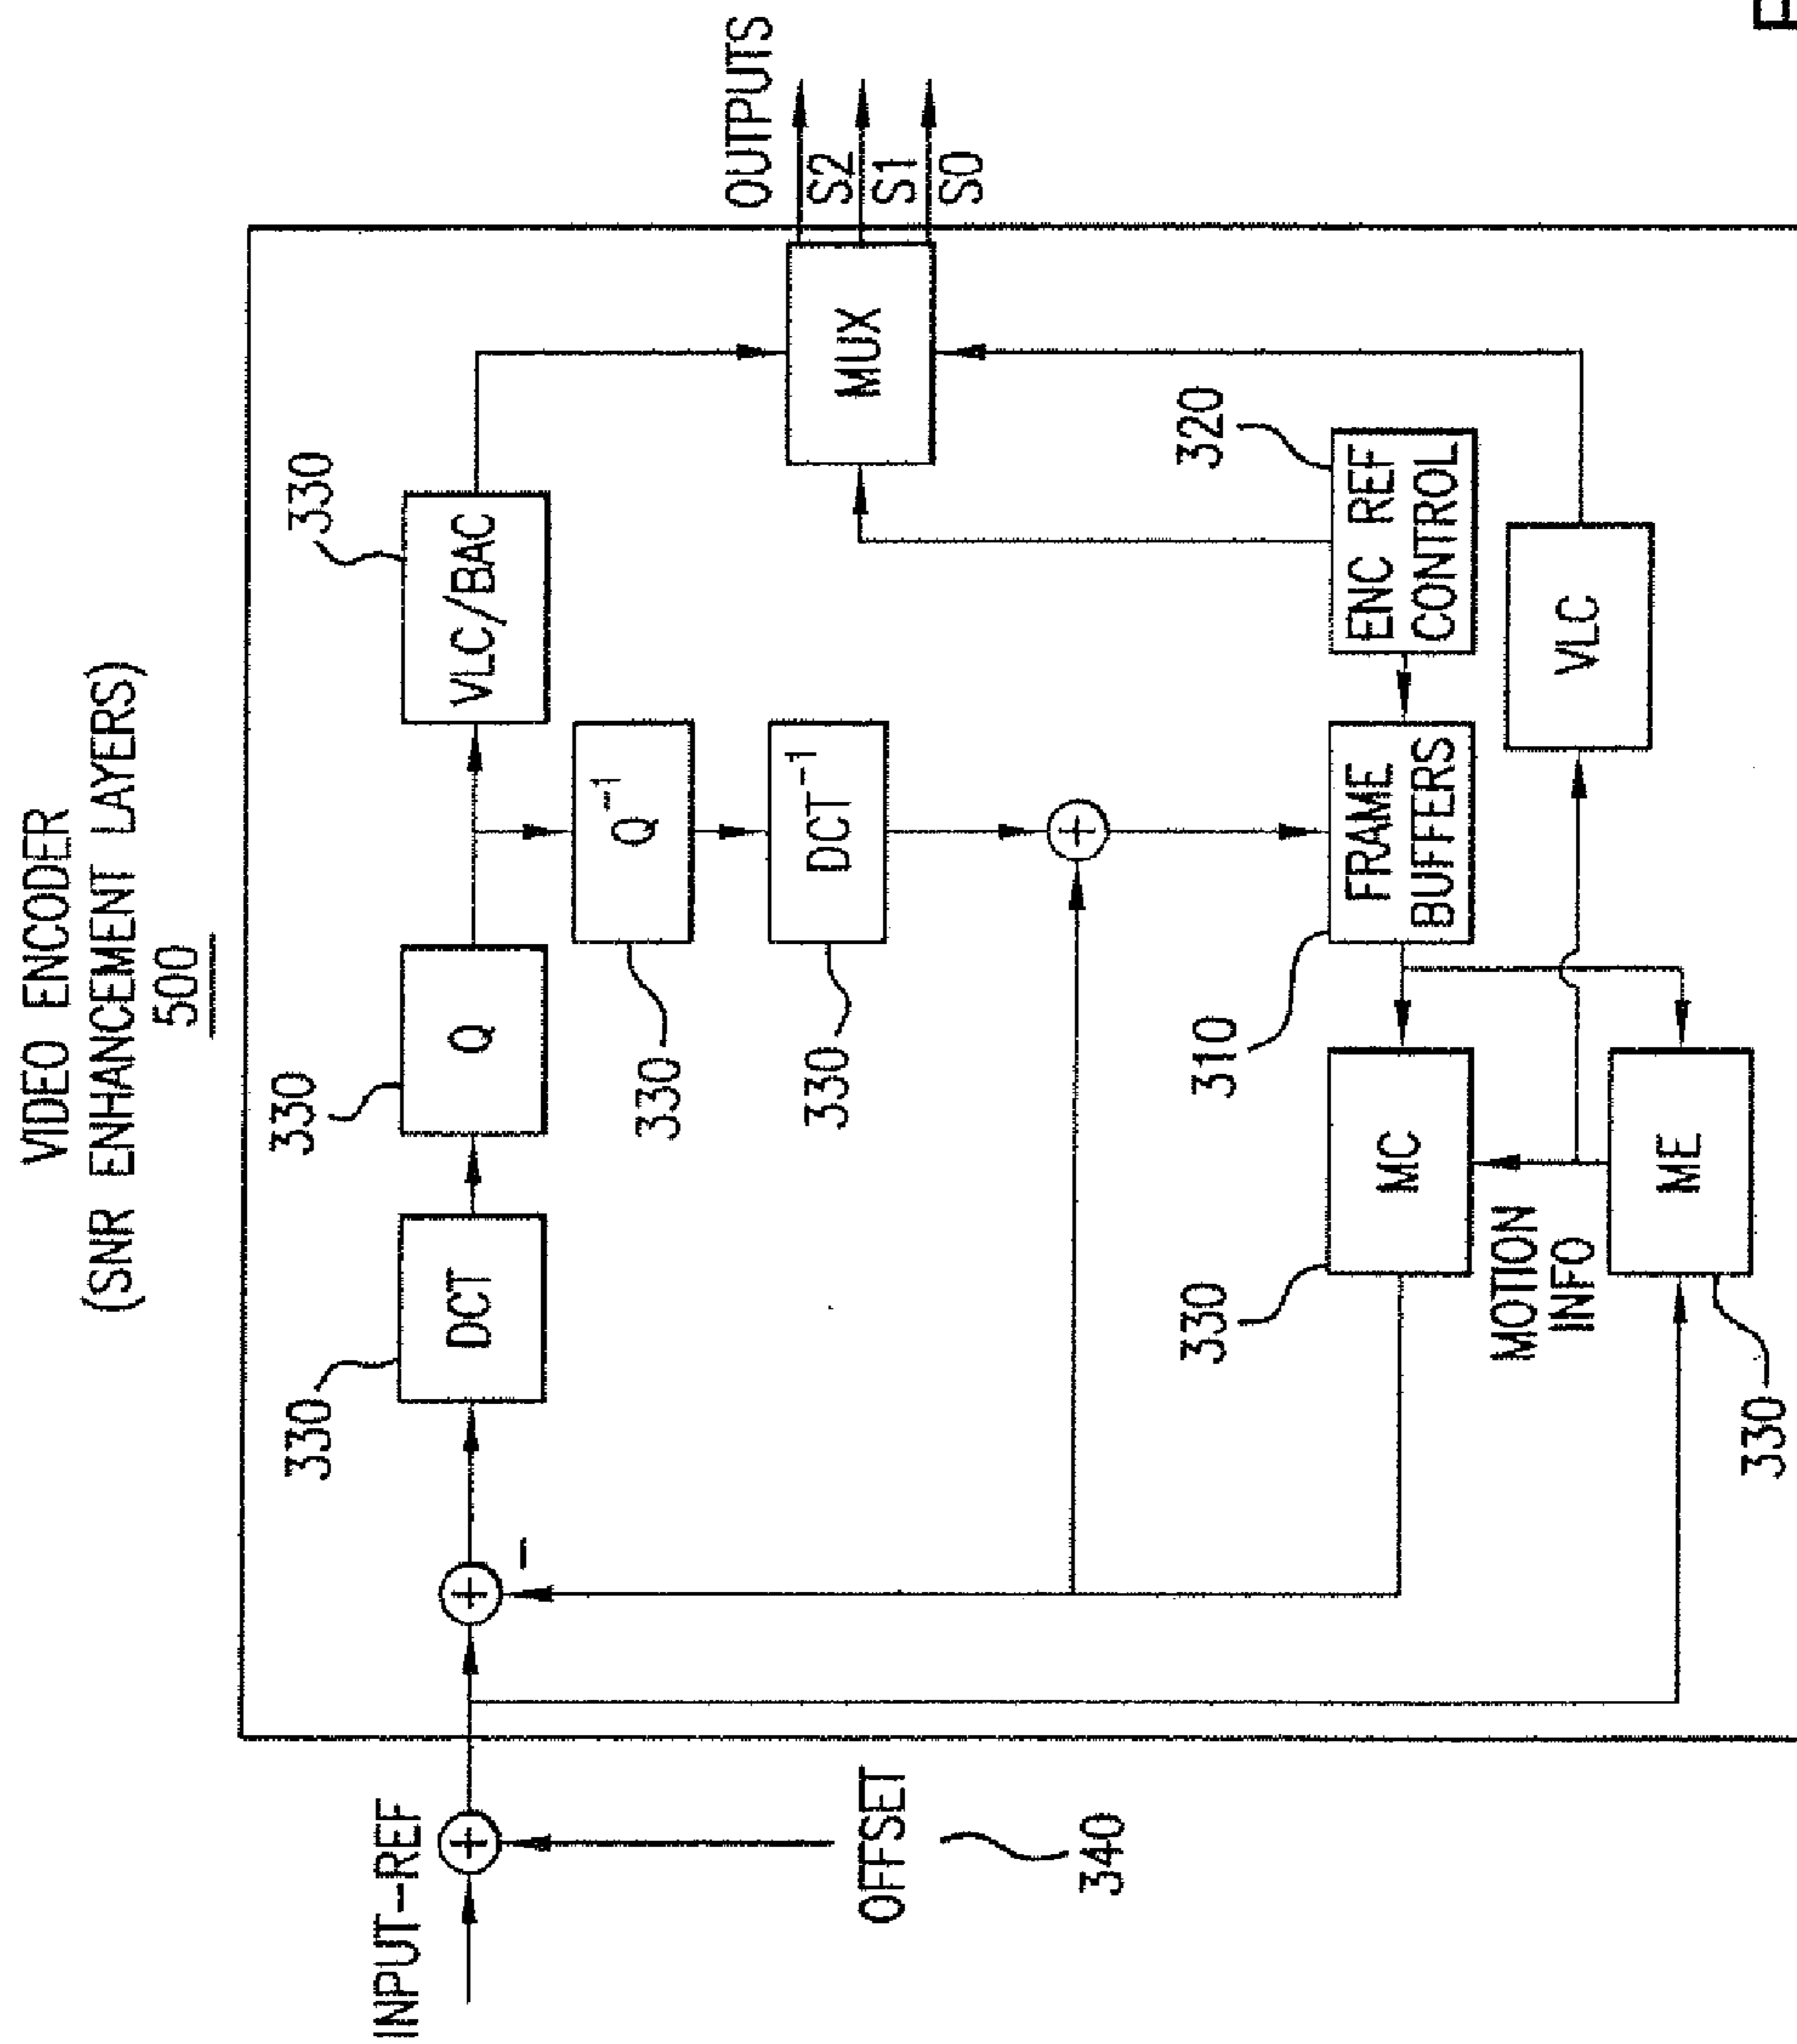 VIDEO ENCODER
(SNR ENHANCEMENT LAYERS)
500
INPUT-REF
OFFSET
340
330
DCT
330
Q
330
VLC/BAC
Q⁻¹
330
DCT⁻¹
330
MUX
OUTPUTS
S2
S1
S0
320
ENC REF
CONTROL
FRAME
BUFFERS
310
MC
330
MOTION
INFO
ME
330
VLC